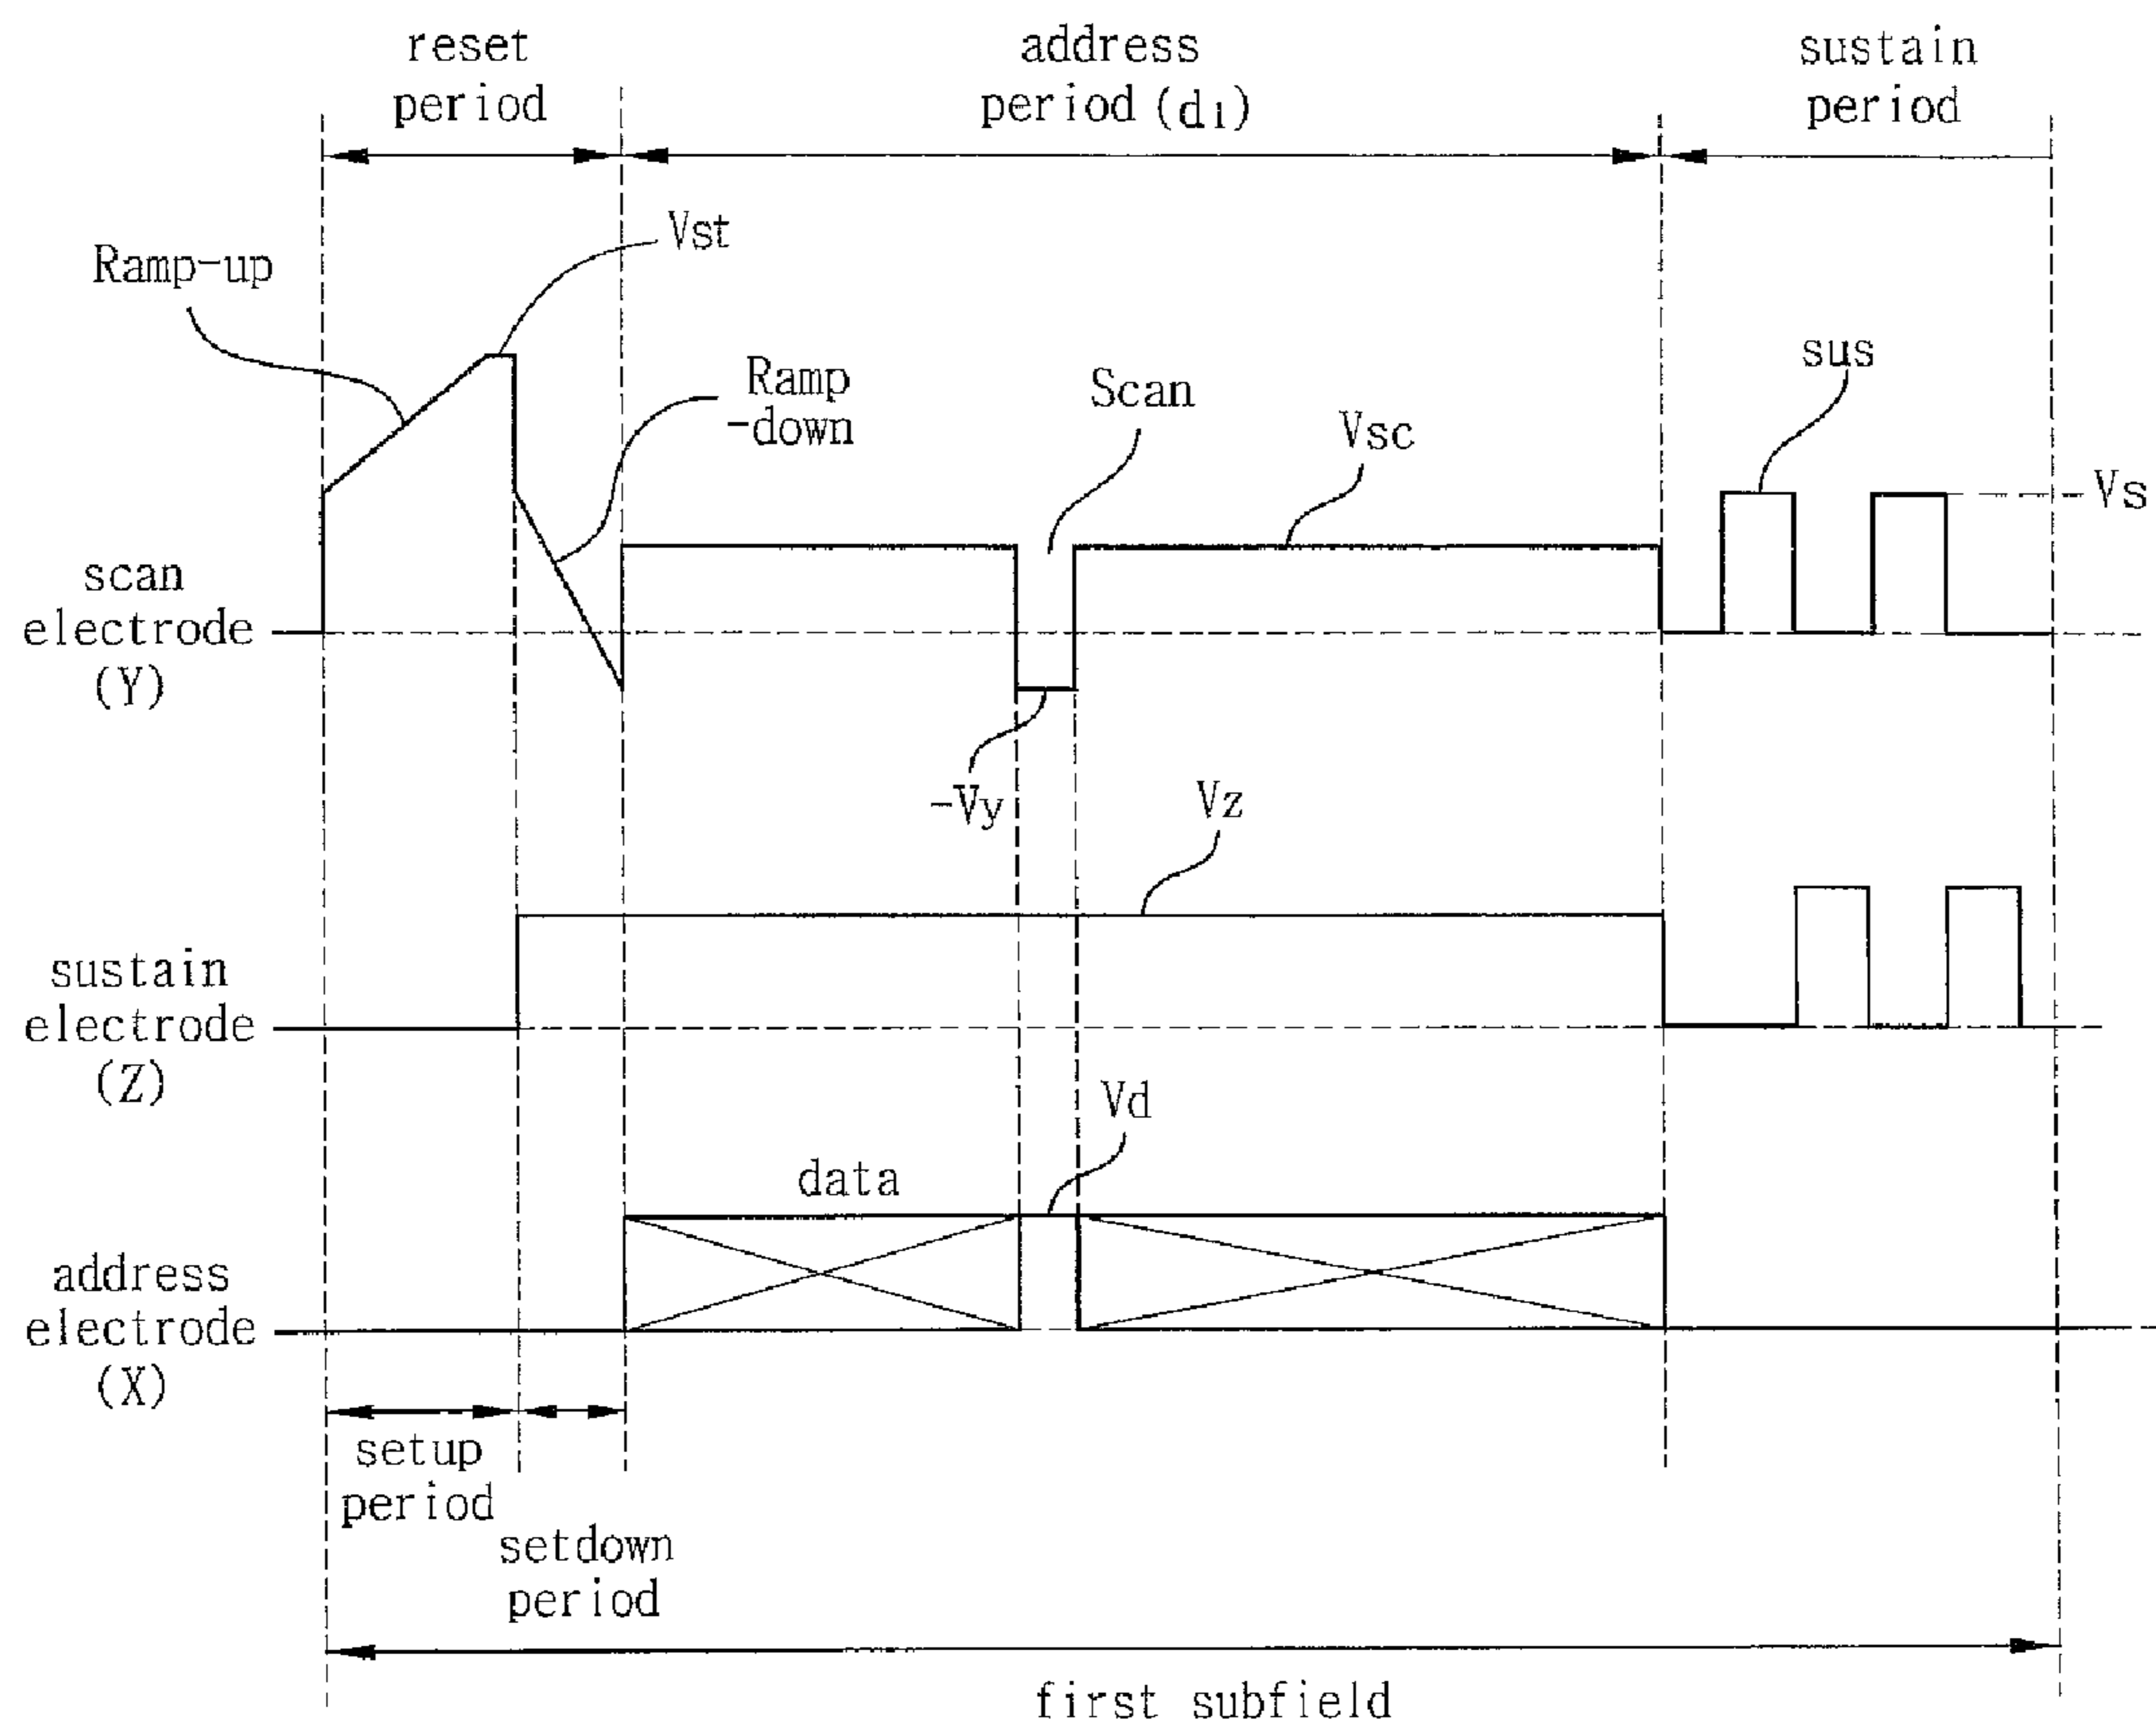 reset
period
address
period (d1)
sustain
period
Vst
Ramp-up
Ramp
-down
Scan
Vsc
sus
Vs
scan
electrode
(Y)
-Vy
Vz
sustain
electrode
(Z)
Vd
data
address
electrode
(X)
setup
period
setdown
period
first subfield